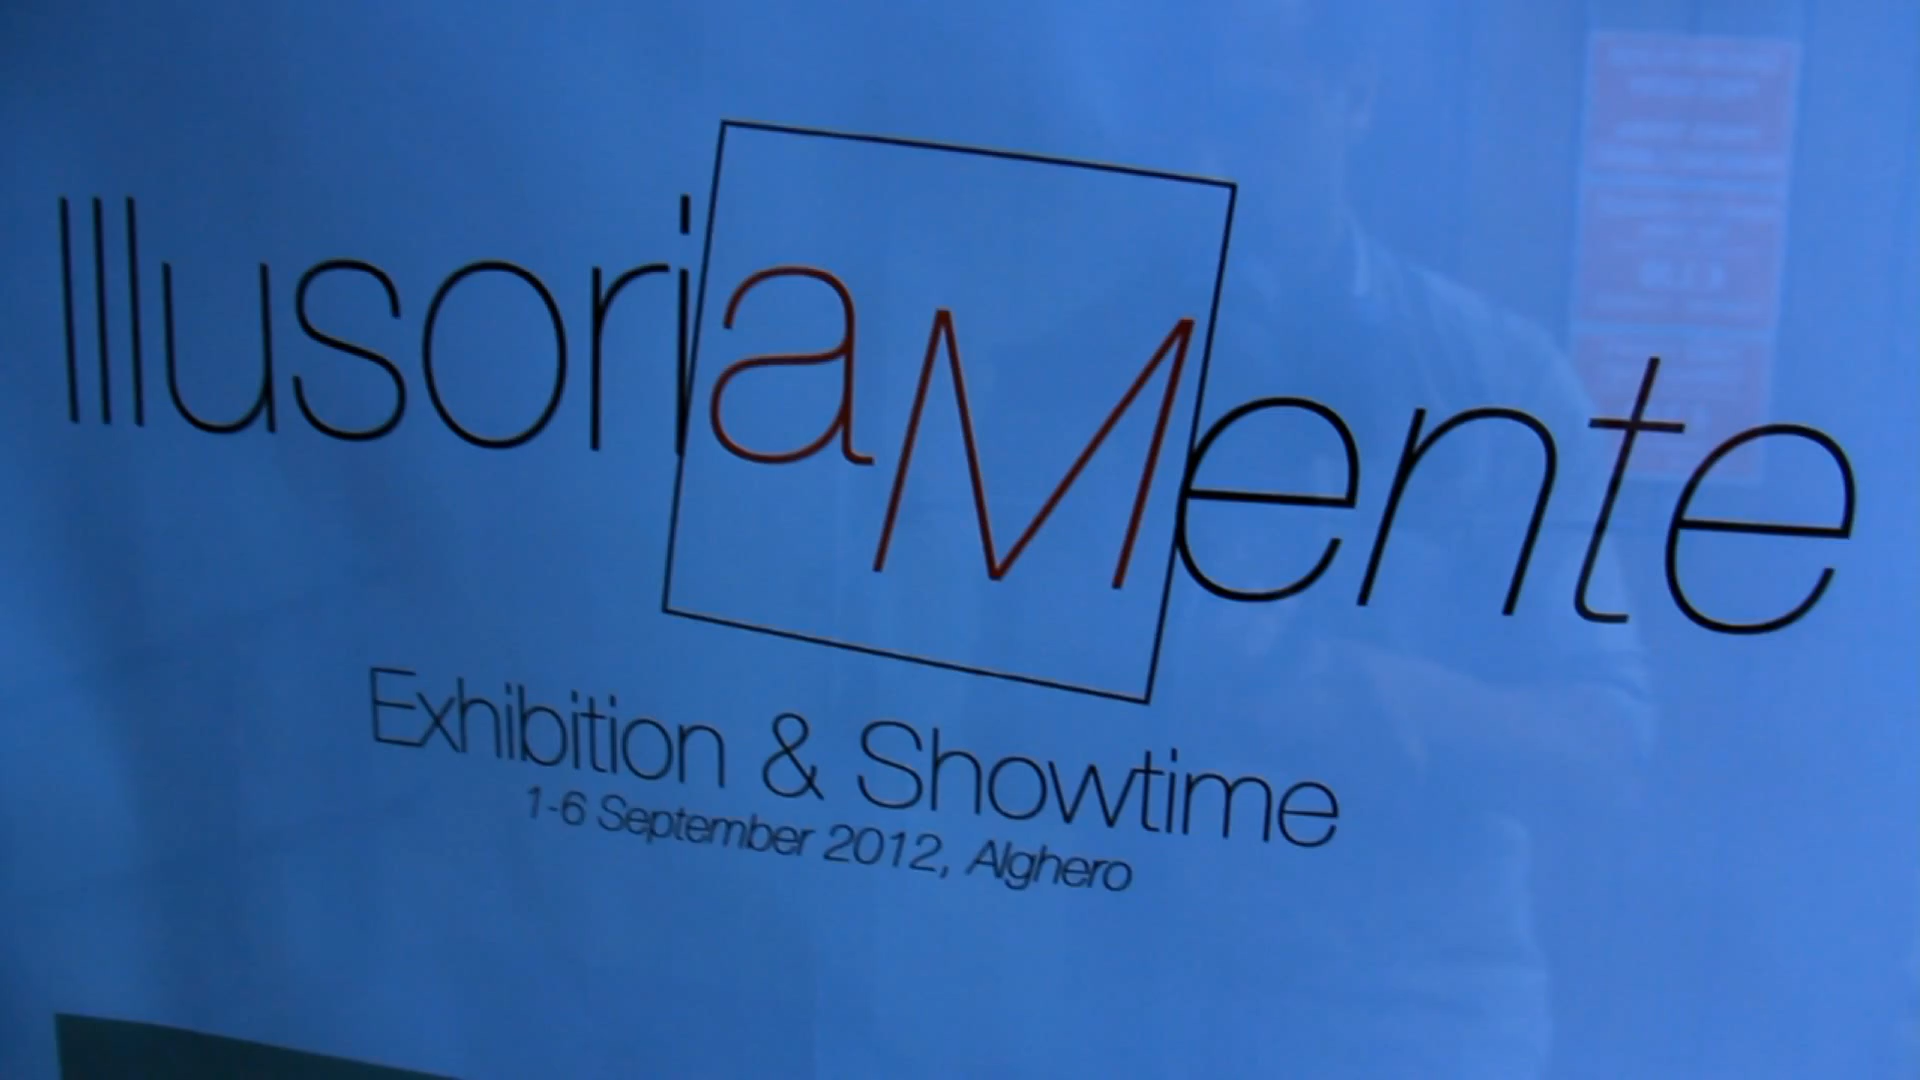 IllusoriaMente
Exhibition & Showtime
1-6 September 2012, Alghero